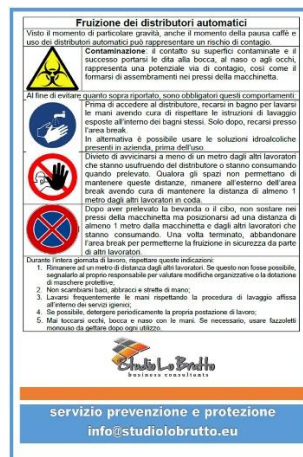 Fruizione dei distributori automatici
Visto il momento di particolare gravità, anche il momento della pausa caffè e
uso dei distributori automatici può rappresentare un rischio di contagio.
Contaminazione: il contatto su superfici contaminate e il
successo portarsi le dita alla bocca, al naso o agli occhi,
rappresenta una potenziale via di contagio, così come il
formarsi di assembramenti nei pressi della macchinetta.
Al fine di evitare quanto sopra riportato, sono obbligatori questi comportamenti:
Prima di accedere al distributore, recarsi in bagno per lavarsi
le mani avendo cura di rispettare le istruzioni di lavaggio
esposte all'interno dei bagni stessi. Solo dopo, recarsi presso
l'area break.
In alternativa è possibile usare le soluzioni idroalcoliche
presenti in azienda, prima dell'uso.
Divieto di avvicinarsi a meno di un metro dagli altri lavoratori
che stanno usufruendo del distributore o stanno consumando
quando prelevato. Qualora gli spazi non permettano di
mantenere queste distanze, rimanere all'esterno dell'area
break avendo cura di mantenere la distanza di almeno 1
metro dagli altri lavoratori in coda.
Dopo aver prelevato la bevanda o il cibo, non sostare nei
pressi della macchinetta ma posizionarsi ad una distanza di
almeno 1 metro dalla macchinetta e dagli altri lavoratori che
stanno consumando. Una volta terminato, abbandonare
l'area break per permetterne la fruizione in sicurezza da parte
di altri lavoratori.
Durante l'intera giornata di lavoro, rispettare queste indicazioni:
1. Rimanere ad un metro di distanza dagli altri lavoratori. Se questo non fosse possibile,
segnalarlo al proprio responsabile per valutare modifiche organizzative o la dotazione
di maschere protettive;
2. Non scambiarsi baci, abbracci e strette di mano;
3. Lavarsi frequentemente le mani rispettando la procedura di lavaggio affissa
all'interno dei servizi igienici;
4. Se possibile, detergere periodicamente la propria postazione di lavoro;
5. Mai toccarsi occhi, bocca e naso con le mani. Se necessario, usare fazzoletti
monouso da gettare dopo ogni utilizzo.
Studio Lo Brutto
business consultants
servizio prevenzione e protezione
info@studiolobrutto.eu